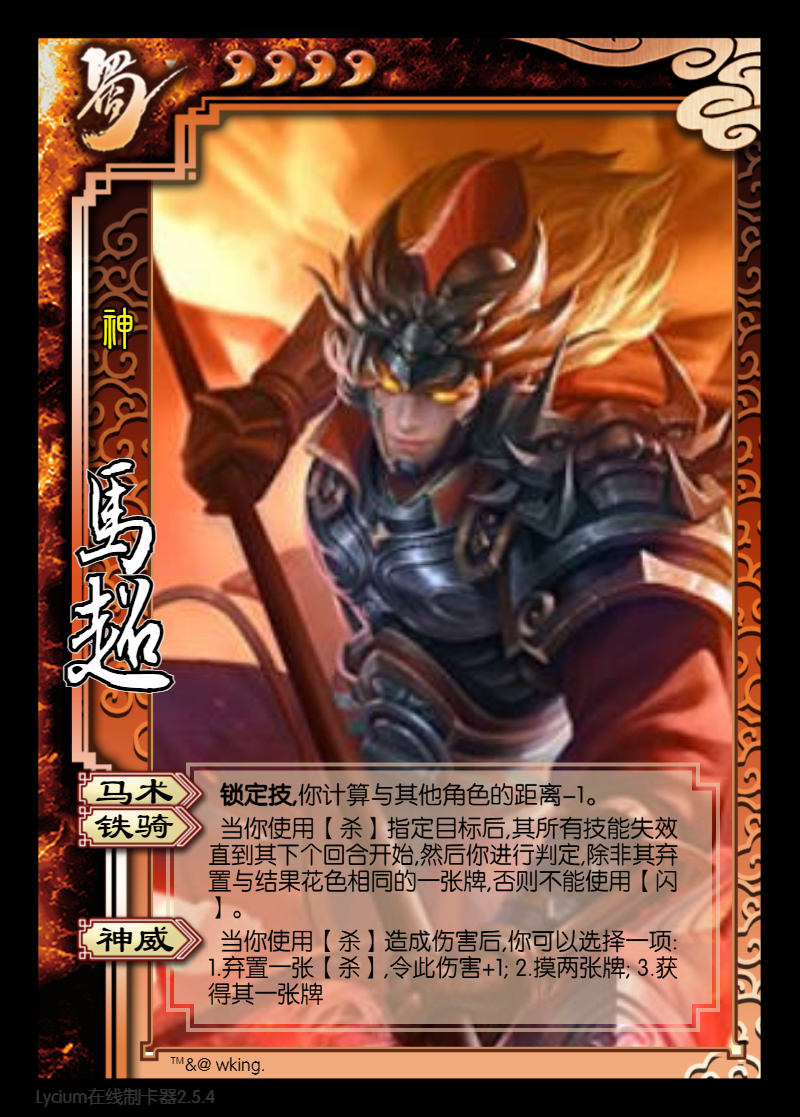 蜀
神
馬超
马术
锁定技,你计算与其他角色的距离-1。
铁骑
当你使用【杀】指定目标后,其所有技能失效
直到其下个回合开始,然后你进行判定,除非其弃
置与结果花色相同的一张牌,否则不能使用【闪
】。
神威
当你使用【杀】造成伤害后,你可以选择一项:
1.弃置一张【杀】,令此伤害+1; 2.摸两张牌; 3.获
得其一张牌
™&@ wking.
Lycium在线制卡器2.5.4